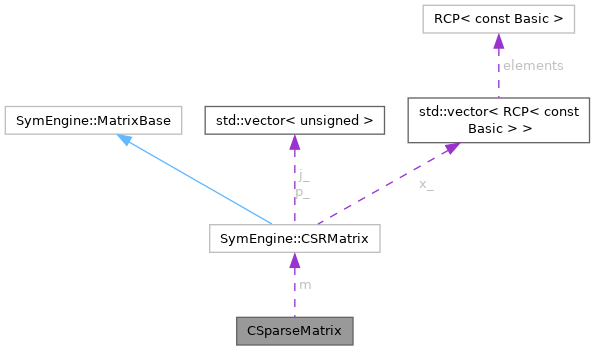 RCP< const Basic >
elements
SymEngine::MatrixBase
std::vector< unsigned >
std::vector< RCP< const
Basic > >
j_
p_
x_
SymEngine::CSRMatrix
m
CSparseMatrix